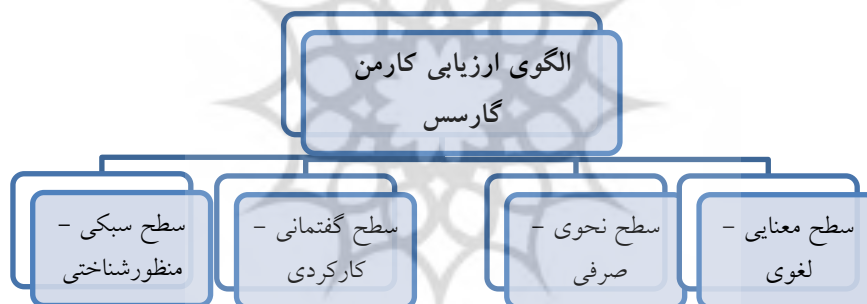 الگوی ارزیابی کارمن
گارسس
سطح معنایی –
لغوی
سطح نحوی –
صرفی
سطح گفتمانی –
کارکردی
سطح سبکی –
منظورشناختی